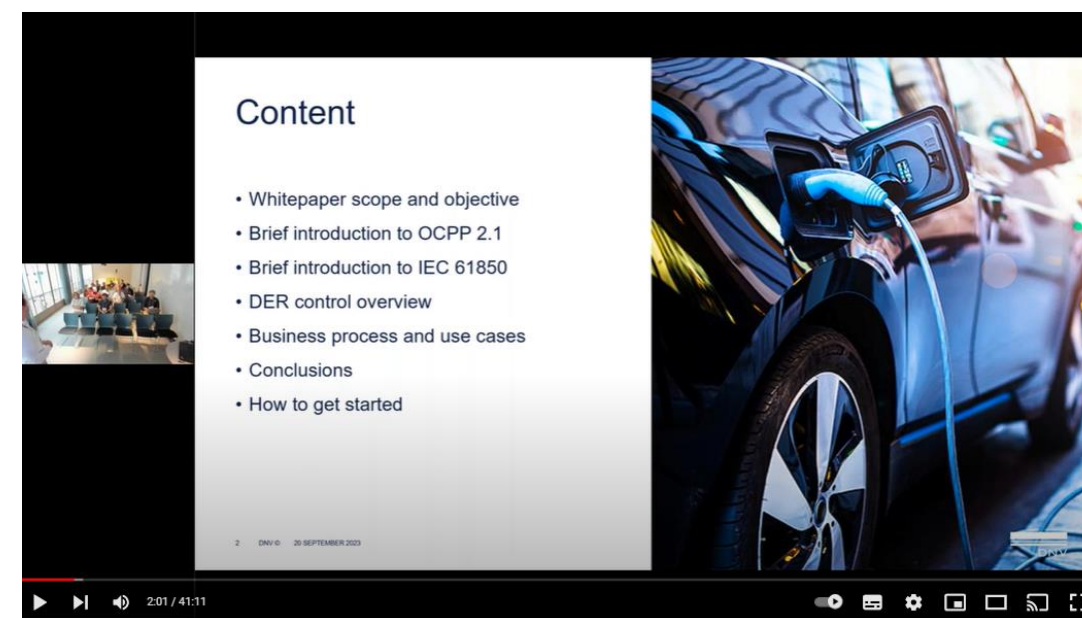 Content
• Whitepaper scope and objective
• Brief introduction to OCPP 2.1
• Brief introduction to IEC 61850
• DER control overview
• Business process and use cases
• Conclusions
• How to get started
2 DNV © 20 SEPTEMBER 2023
DNV
2:01 / 41:11